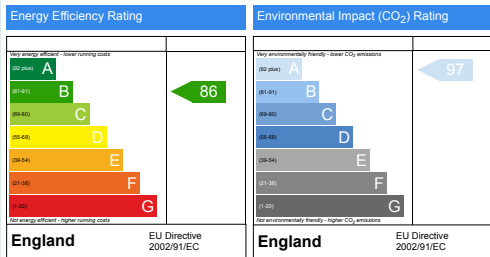 Energy Efficiency Rating
Very energy efficient - lower running costs
(92 plus) A
(81-91) B
(69-80) C
(55-68) D
(39-54) E
(21-38) F
(1-20) G
86
Not energy efficient - higher running costs
England
EU Directive
2002/91/EC
Environmental Impact (CO₂) Rating
Very environmentally friendly - lower CO₂ emissions
(92 plus) A
97
(81-91) B
(69-80) C
(55-68) D
(39-54) E
(21-38) F
(1-20) G
Not environmentally friendly - higher CO₂ emissions
England
EU Directive
2002/91/EC